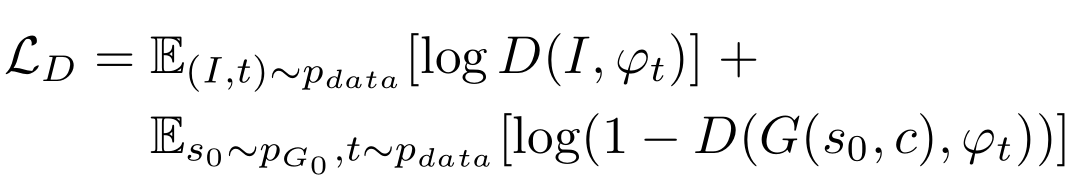 ℒ_D = 𝔼_{(I,t)∼p_{data}}[log D(I, φ_t)] +
𝔼_{s_0∼p_{G_0},t∼p_{data}}[log(1 − D(G(s_0, c), φ_t))]